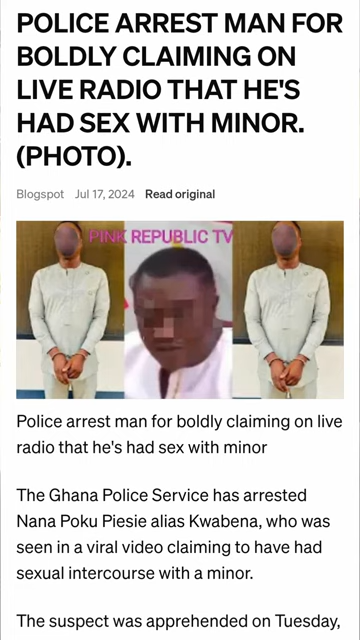 POLICE ARREST MAN FOR
BOLDLY CLAIMING ON
LIVE RADIO THAT HE'S
HAD SEX WITH MINOR.
(PHOTO).
Blogspot Jul 17, 2024 Read original
PINK REPUBLIC TV
Police arrest man for boldly claiming on live
radio that he's had sex with minor
The Ghana Police Service has arrested
Nana Poku Piesie alias Kwabena, who was
seen in a viral video claiming to have had
sexual intercourse with a minor.
The suspect was apprehended on Tuesday,